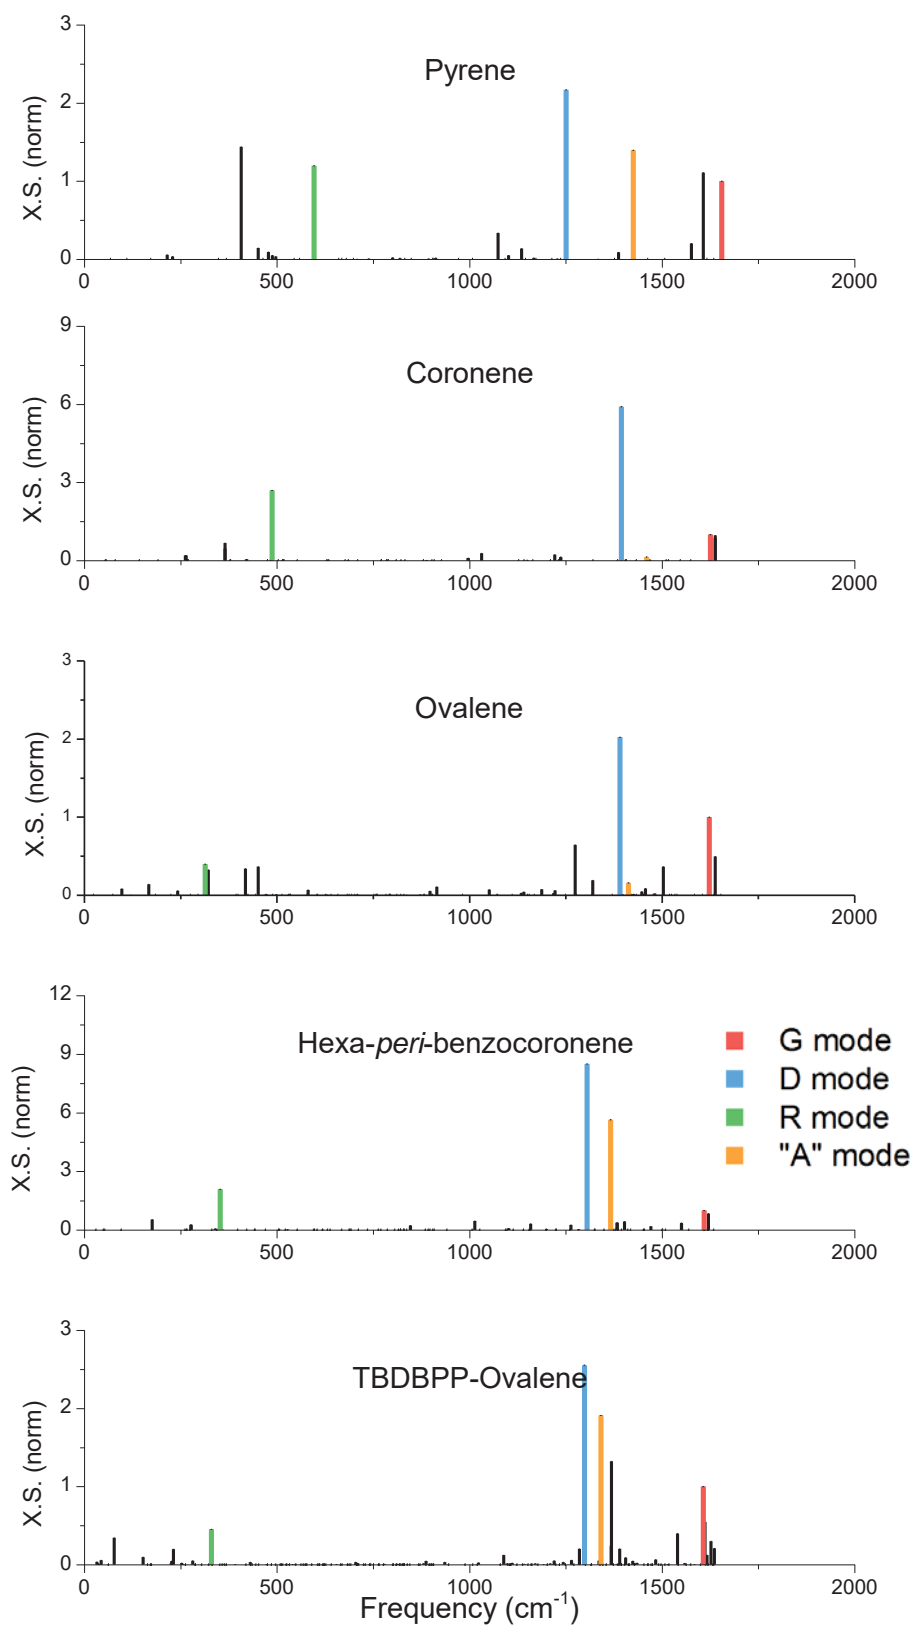 Pyrene
X.S. (norm)
3
2
1
0
0 500 1000 1500 2000
Coronene
X.S. (norm)
9
6
3
0
0 500 1000 1500 2000
Ovalene
X.S. (norm)
3
2
1
0
0 500 1000 1500 2000
Hexa-peri-benzocoronene
X.S. (norm)
12
9
6
3
0
0 500 1000 1500 2000
G mode
D mode
R mode
"A" mode
TBDBPP-Ovalene
X.S. (norm)
3
2
1
0
0 500 1000 1500 2000
Frequency (cm⁻¹)